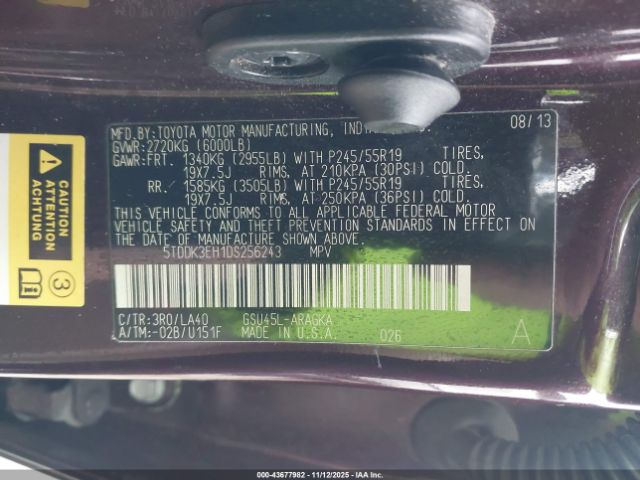 08/13
MFD.BY: TOYOTA MOTOR MANUFACTURING,
GVWR: 2720KG (6000LB)
GAWR: FRT. 1340KG (2955LB) WITH P245/55R19 TIRES,
19X7.5J RIMS, AT 210KPA (30PSI) COLD.
RR. 1585KG (3505LB) WITH P245/55R19 TIRES,
19X7.5J RIMS, AT 250KPA (36PSI) COLD.
THIS VEHICLE CONFORMS TO ALL APPLICABLE FEDERAL MOTOR
VEHICLE SAFETY AND THEFT PREVENTION STANDARDS IN
EFFECT ON THE DATE OF MANUFACTURE SHOWN ABOVE.
5TDDK3EH1DS256243 MPV
C/TR: 3R0/LA40 GSU45L-ARAGKA
A/TM: -02B/U151F MADE IN U.S.A. 026 A
CAUTION
ATTENTION
3
000-43677982 - 11/12/2025 - IAAI.COM